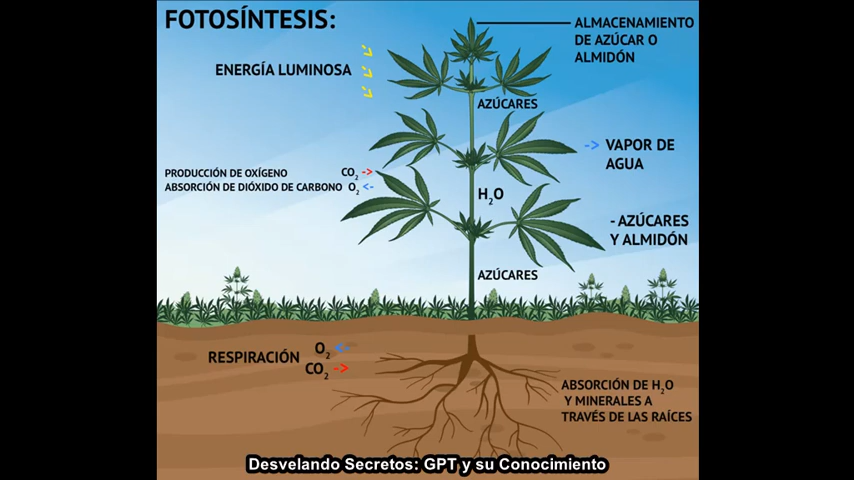 FOTOSÍNTESIS:
ALMACENAMIENTO
DE AZÚCAR O
ALMIDÓN
ENERGÍA LUMINOSA
AZÚCARES
VAPOR DE
AGUA
PRODUCCIÓN DE OXÍGENO CO₂
ABSORCIÓN DE DIÓXIDO DE CARBONO O₂
H₂O
- AZÚCARES
Y ALMIDÓN
AZÚCARES
RESPIRACIÓN
O₂
CO₂
ABSORCIÓN DE H₂O
Y MINERALES A
TRAVÉS DE LAS RAÍCES
Desvelando Secretos: GPT y su Conocimiento